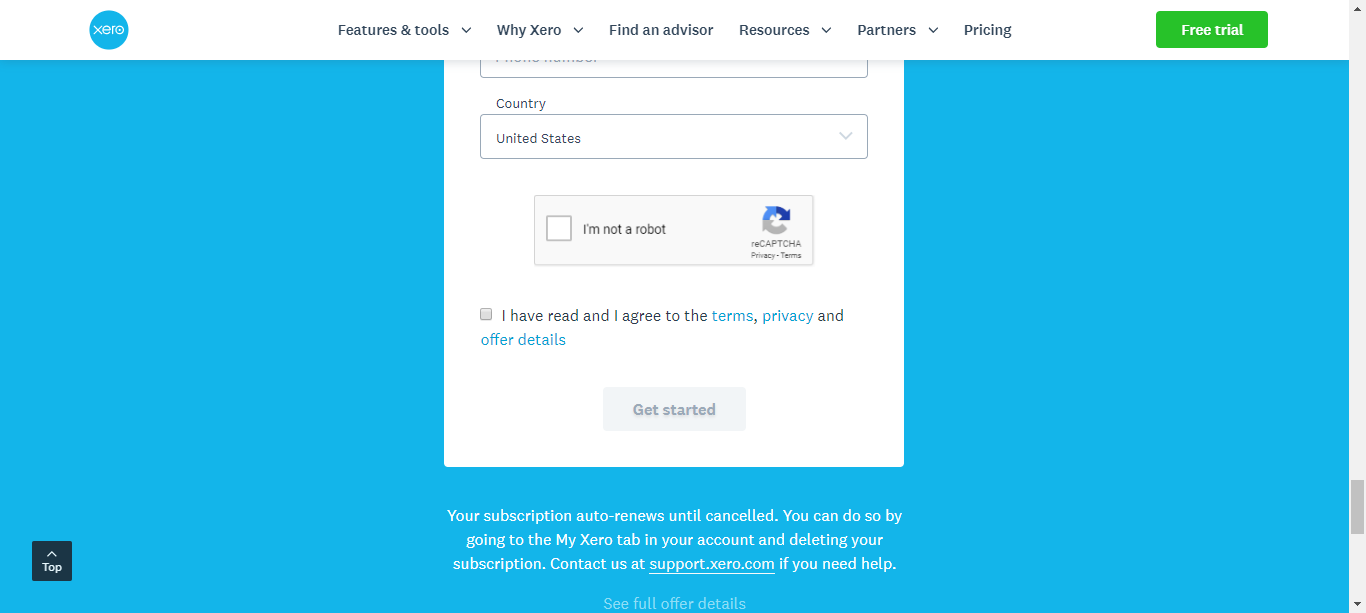 xero
Features & tools
Why Xero
Find an advisor
Resources
Partners
Pricing
Free trial
Phone number
Country
United States
I'm not a robot
reCAPTCHA
Privacy - Terms
I have read and I agree to the terms, privacy and
offer details
Get started
Your subscription auto-renews until cancelled. You can do so by
going to the My Xero tab in your account and deleting your
subscription. Contact us at support.xero.com if you need help.
Top
See full offer details